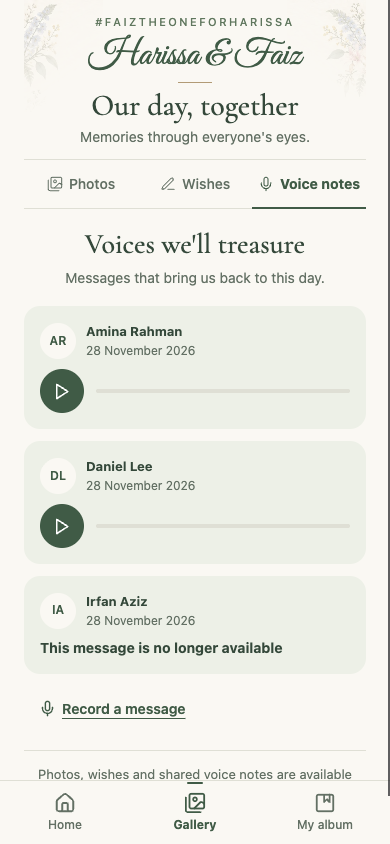 #FAIZTHEONEFORHARISSA
Harissa & Faiz
Our day, together
Memories through everyone's eyes.
Photos
Wishes
Voice notes
Voices we'll treasure
Messages that bring us back to this day.
AR
Amina Rahman
28 November 2026
DL
Daniel Lee
28 November 2026
IA
Irfan Aziz
28 November 2026
This message is no longer available
Record a message
Photos, wishes and shared voice notes are available
Home
Gallery
My album